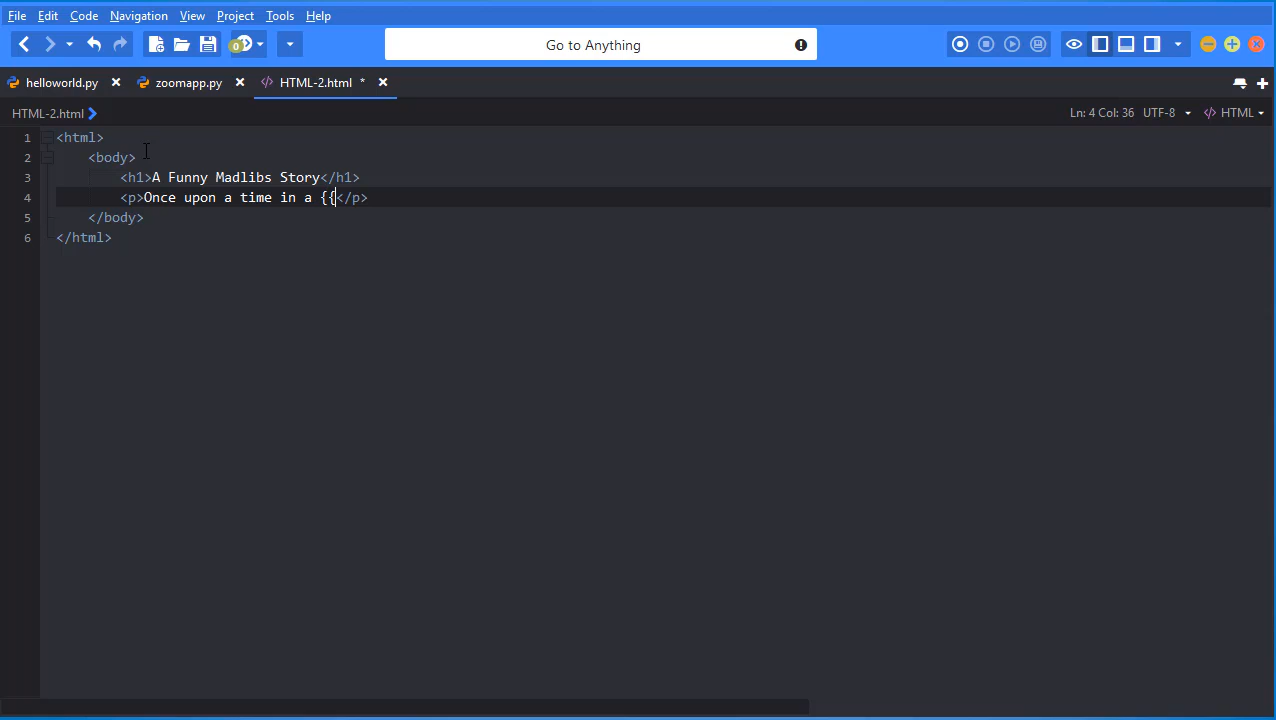 File Edit Code Navigation View Project Tools Help
0 Go to Anything
helloworld.py zoomapp.py HTML-2.html *
HTML-2.html Ln: 4 Col: 36 UTF-8 HTML
1 <html>
2 <body>
3 <h1>A Funny Madlibs Story</h1>
4 <p>Once upon a time in a {{</p>
5 </body>
6 </html>